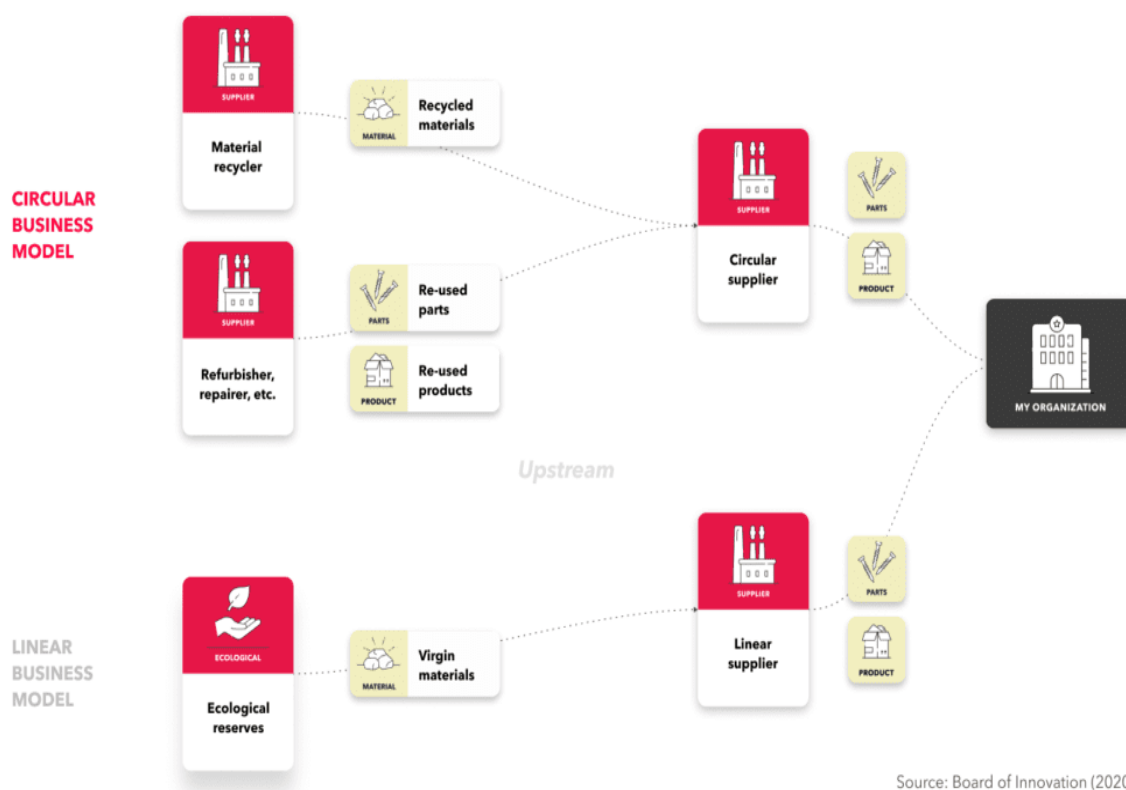 SUPPLIER
Material
recycler
MATERIAL
Recycled
materials
CIRCULAR
BUSINESS
MODEL
SUPPLIER
Refurbisher,
repairer, etc.
PARTS
Re-used
parts
PRODUCT
Re-used
products
SUPPLIER
Circular
supplier
PARTS
PRODUCT
MY ORGANIZATION
Upstream
LINEAR
BUSINESS
MODEL
ECOLOGICAL
Ecological
reserves
MATERIAL
Virgin
materials
SUPPLIER
Linear
supplier
PARTS
PRODUCT
Source: Board of Innovation (2020